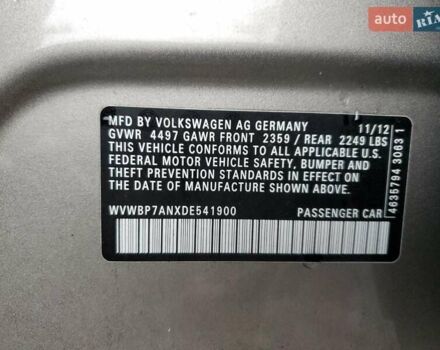 auto RIA
MFD BY VOLKSWAGEN AG GERMANY 11/12
GVWR 4497 GAWR FRONT 2359 / REAR 2249 LBS
THIS VEHICLE CONFORMS TO ALL APPLICABLE U.S.
FEDERAL MOTOR VEHICLE SAFETY, BUMPER AND
THEFT PREVENTION STANDARDS IN EFFECT ON
THE DATE OF MANUFACTURE SHOWN ABOVE.
WVWBP7ANXDE541900 PASSENGER CAR
4635794 3063 1